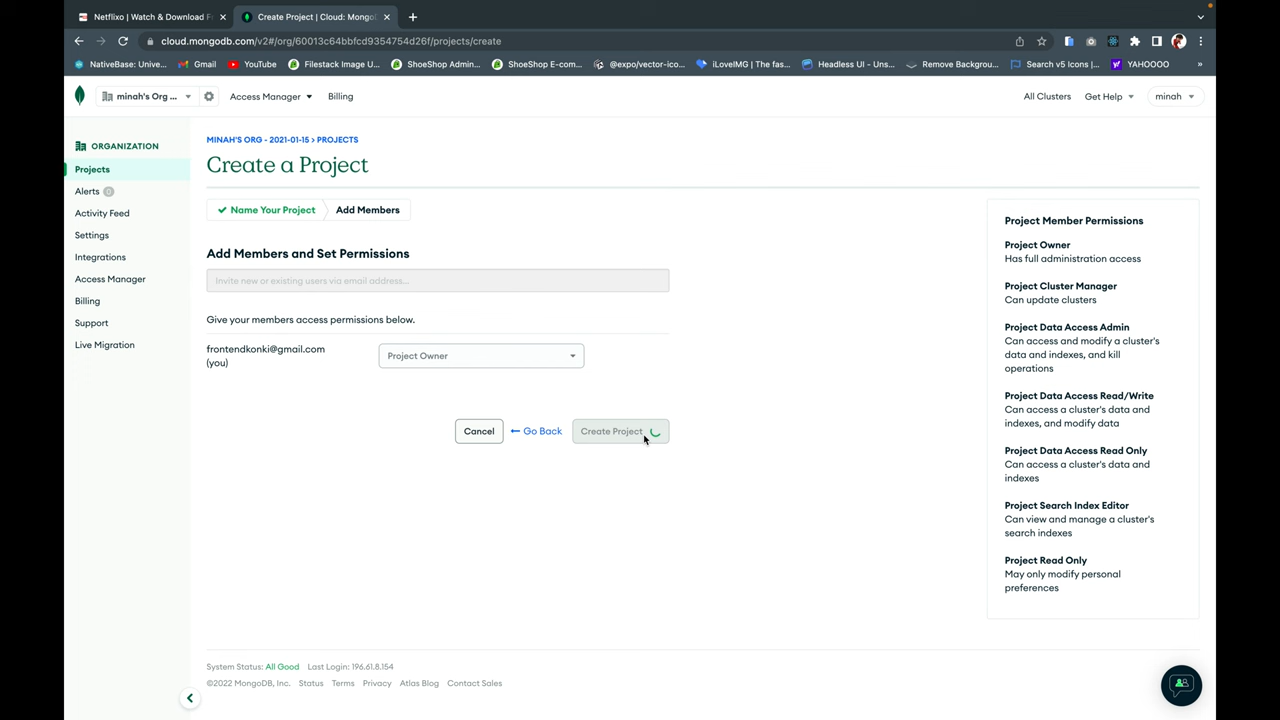 Netflixo | Watch & Download F
Create Project | Cloud: Mongo
cloud.mongodb.com/v2#/org/60013c64bbfcd9354754d26f/projects/create
NativeBase: Unive...
Gmail
YouTube
Filestack Image U...
ShoeShop Admin...
ShoeShop E-com...
@expo/vector-ico...
iLoveIMG | The fas...
Headless UI - Uns...
Remove Backgrou...
Search v5 Icons |...
YAHOOOO
»
minah's Org ...
Access Manager
Billing
All Clusters
Get Help
minah
ORGANIZATION
Projects
Alerts 0
Activity Feed
Settings
Integrations
Access Manager
Billing
Support
Live Migration
MINAH'S ORG - 2021-01-15 > PROJECTS
Create a Project
Name Your Project
Add Members
Add Members and Set Permissions
Invite new or existing users via email address...
Give your members access permissions below.
frontendkonki@gmail.com
(you)
Project Owner
Cancel
Go Back
Create Project
Project Member Permissions
Project Owner
Has full administration access
Project Cluster Manager
Can update clusters
Project Data Access Admin
Can access and modify a cluster's
data and indexes, and kill
operations
Project Data Access Read/Write
Can access a cluster's data and
indexes, and modify data
Project Data Access Read Only
Can access a cluster's data and
indexes
Project Search Index Editor
Can view and manage a cluster's
search indexes
Project Read Only
May only modify personal
preferences
System Status: All Good Last Login: 196.61.8.154
©2022 MongoDB, Inc. Status Terms Privacy Atlas Blog Contact Sales